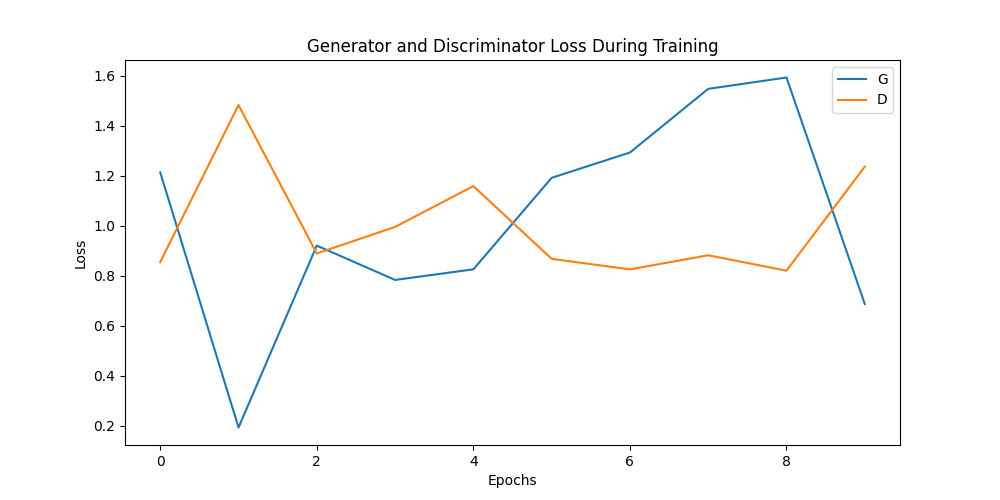 Generator and Discriminator Loss During Training
G
D
1.6
1.4
1.2
1.0
0.8
0.6
0.4
0.2
Loss
0 2 4 6 8
Epochs